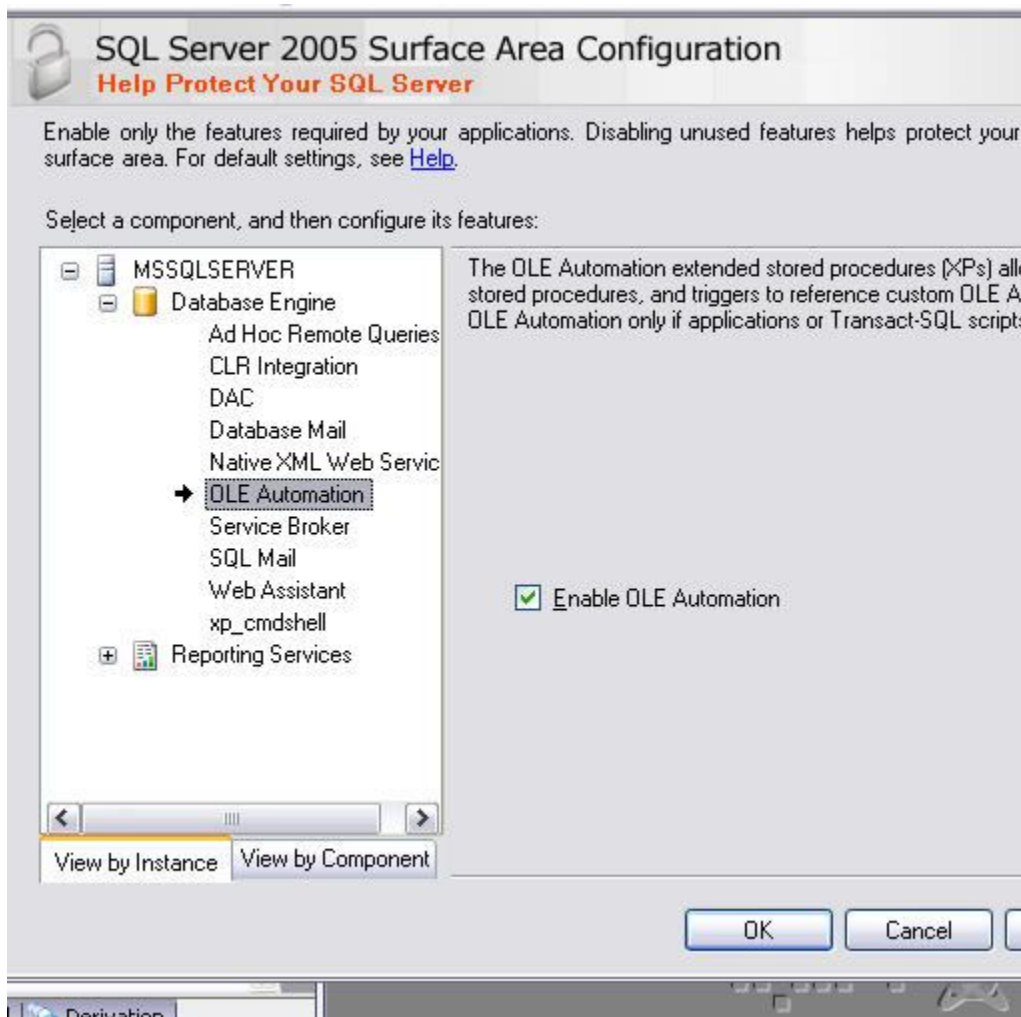 SQL Server 2005 Surface Area Configuration
Help Protect Your SQL Server
Enable only the features required by your applications. Disabling unused features helps protect your
surface area. For default settings, see Help.
Select a component, and then configure its features:
MSSQLSERVER
Database Engine
Ad Hoc Remote Queries
CLR Integration
DAC
Database Mail
Native XML Web Servic
OLE Automation
Service Broker
SQL Mail
Web Assistant
xp_cmdshell
Reporting Services
The OLE Automation extended stored procedures (XPs) all
stored procedures, and triggers to reference custom OLE A
OLE Automation only if applications or Transact-SQL scripts
Enable OLE Automation
View by Instance
View by Component
OK
Cancel
Derivation